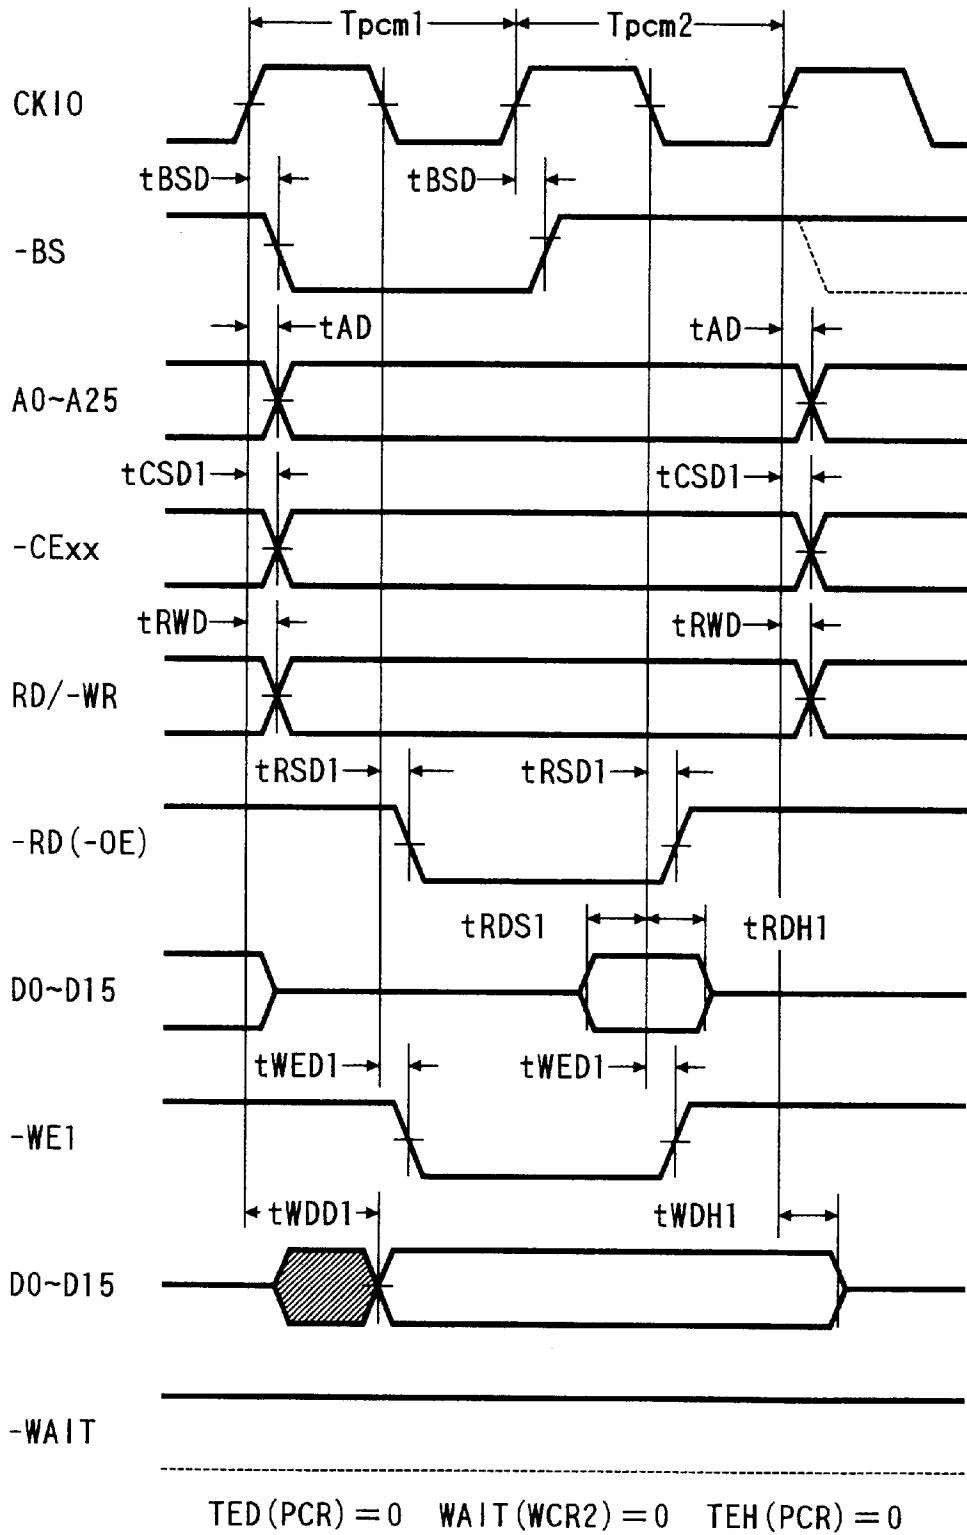 Tpcm1 Tpcm2
CKIO
tBSD tBSD
-BS
tAD tAD
A0~A25
tCSD1 tCSD1
-CExx
tRWD tRWD
RD/-WR
tRSD1 tRSD1
-RD(-OE)
tRDS1 tRDH1
D0~D15
tWED1 tWED1
-WE1
tWDD1 tWDH1
D0~D15
-WAIT
TED(PCR)=0 WAIT(WCR2)=0 TEH(PCR)=0